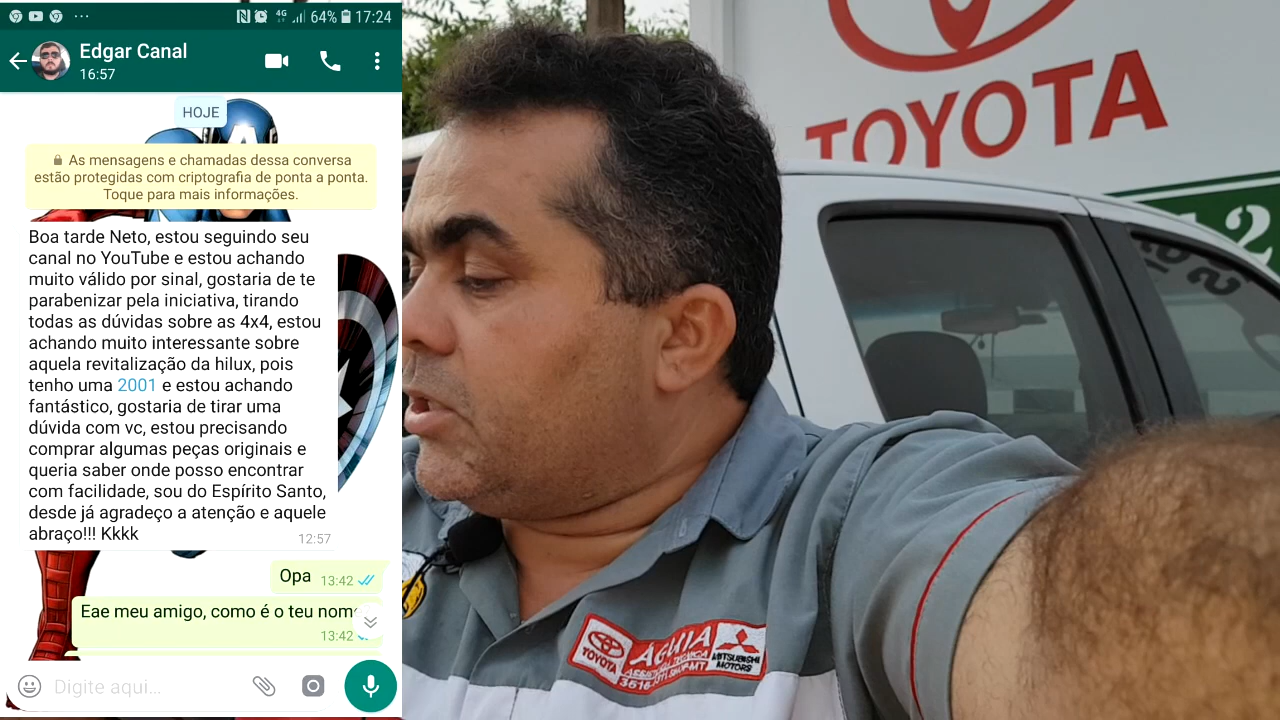 4G 64% 17:24
Edgar Canal
16:57
HOJE
As mensagens e chamadas dessa conversa
estão protegidas com criptografia de ponta a ponta.
Toque para mais informações.
Boa tarde Neto, estou seguindo seu
canal no YouTube e estou achando
muito válido por sinal, gostaria de te
parabenizar pela iniciativa, tirando
todas as dúvidas sobre as 4x4, estou
achando muito interessante sobre
aquela revitalização da hilux, pois
tenho uma 2001 e estou achando
fantástico, gostaria de tirar uma
dúvida com vc, estou precisando
comprar algumas peças originais e
queria saber onde posso encontrar
com facilidade, sou do Espírito Santo,
desde já agradeço a atenção e aquele
abraço!!! Kkkk
12:57
Opa 13:42
Eae meu amigo, como é o teu nome
13:42
Digite aqui...
TOYOTA
TOYOTA
AGUIA
MITSUBISHI
MOTORS